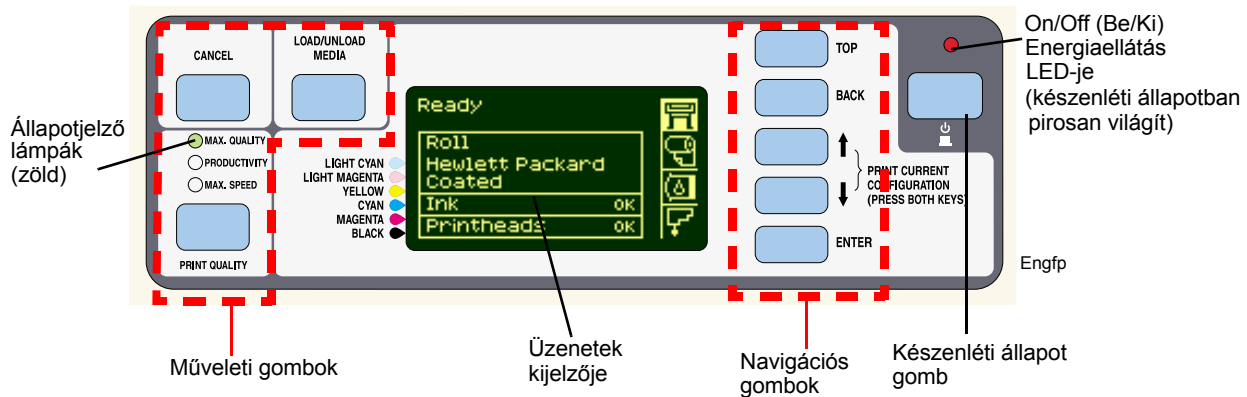 CANCEL
LOAD/UNLOAD
MEDIA
TOP
BACK
On/Off (Be/Ki)
Energiaellátás
LED-je
(készenléti állapotban
pirosan világít)
Állapotjelző
lámpák
(zöld)
MAX. QUALITY
PRODUCTIVITY
MAX. SPEED
PRINT QUALITY
LIGHT CYAN
LIGHT MAGENTA
YELLOW
CYAN
MAGENTA
BLACK
Ready
Roll
Hewlett Packard
Coated
Ink OK
Printheads OK
PRINT CURRENT
CONFIGURATION
(PRESS BOTH KEYS)
ENTER
Engfp
Műveleti gombok
Üzenetek
kijelzője
Navigációs
gombok
Készenléti állapot
gomb